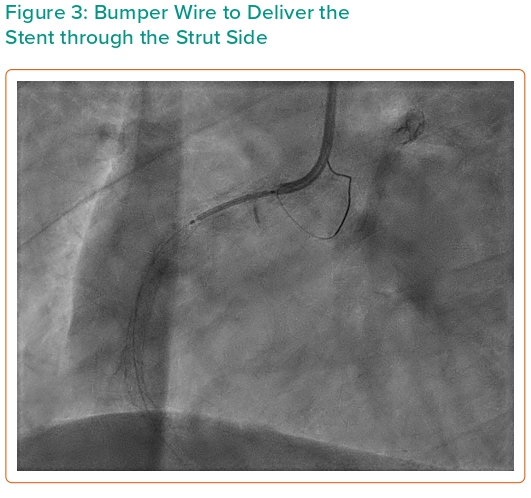 Figure 3: Bumper Wire to Deliver the
Stent through the Strut Side